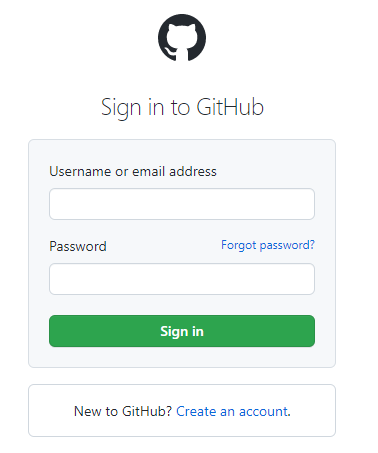 Sign in to GitHub
Username or email address
Password Forgot password?
Sign in
New to GitHub? Create an account.